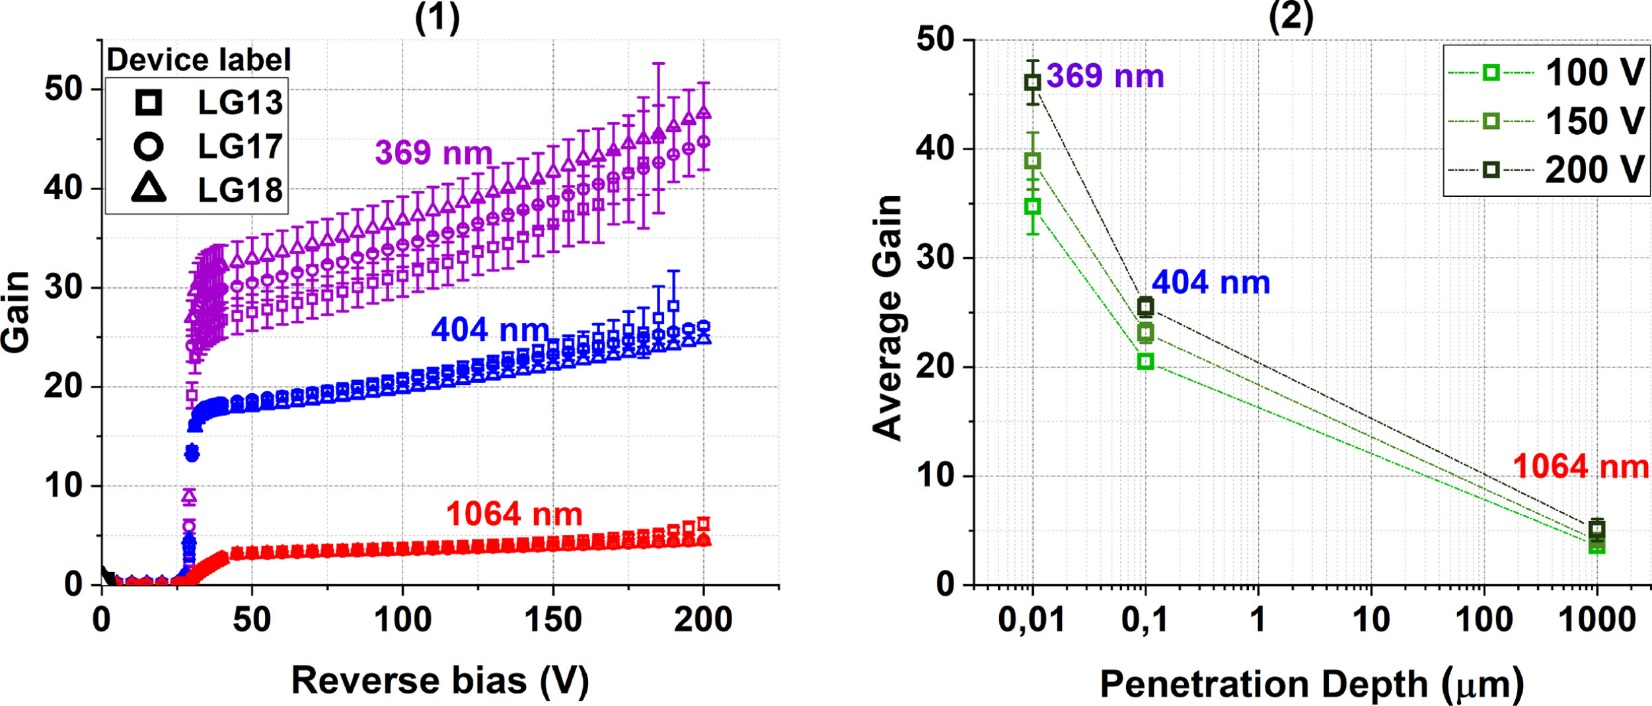 (1)
Device label
LG13
LG17
LG18
369 nm
404 nm
1064 nm
Gain
50
40
30
20
10
0
0
50
100
150
200
Reverse bias (V)
(2)
100 V
150 V
200 V
369 nm
404 nm
1064 nm
Average Gain
50
40
30
20
10
0
0,01
0,1
1
10
100
1000
Penetration Depth (μm)